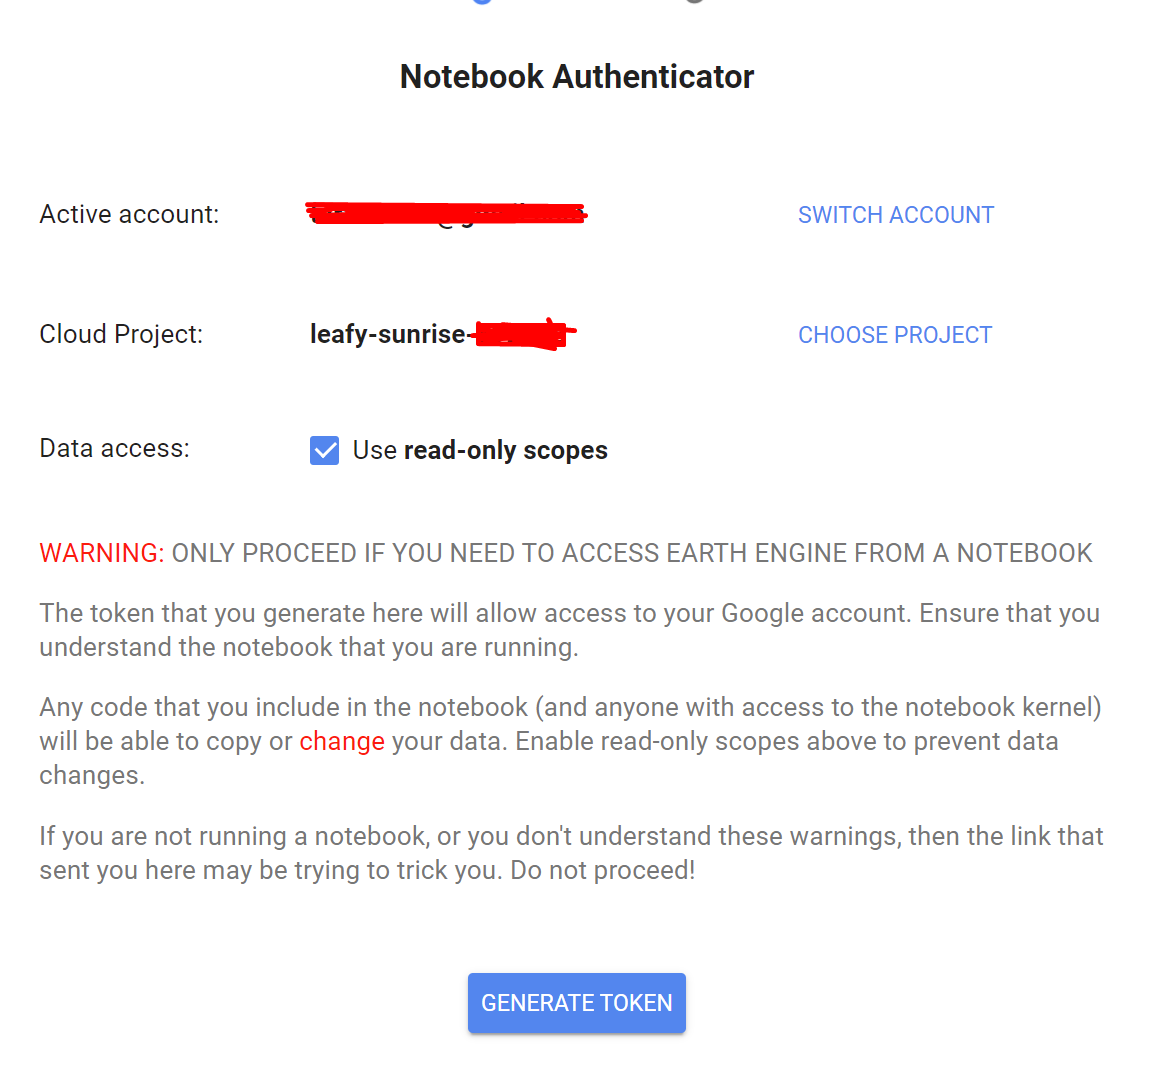 Notebook Authenticator
Active account:
SWITCH ACCOUNT
Cloud Project: leafy-sunrise-
CHOOSE PROJECT
Data access: Use read-only scopes
WARNING: ONLY PROCEED IF YOU NEED TO ACCESS EARTH ENGINE FROM A NOTEBOOK
The token that you generate here will allow access to your Google account. Ensure that you
understand the notebook that you are running.
Any code that you include in the notebook (and anyone with access to the notebook kernel)
will be able to copy or change your data. Enable read-only scopes above to prevent data
changes.
If you are not running a notebook, or you don't understand these warnings, then the link that
sent you here may be trying to trick you. Do not proceed!
GENERATE TOKEN